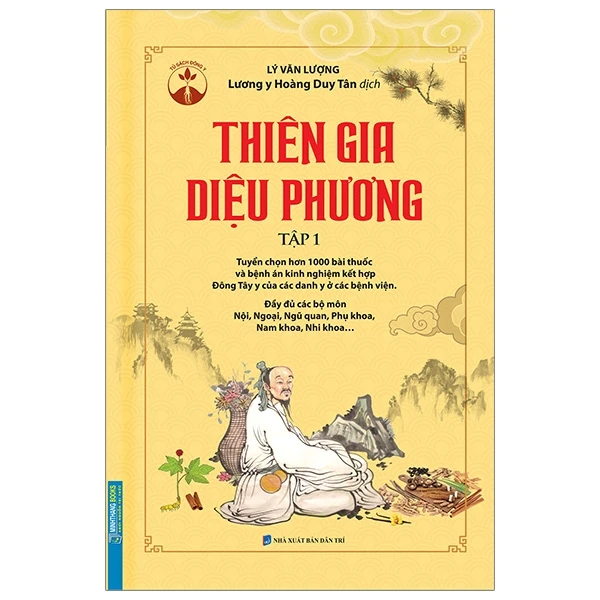 TỦ SÁCH ĐÔNG Y
LÝ VĂN LƯỢNG
Lương y Hoàng Duy Tân dịch
THIÊN GIA
DIỆU PHƯƠNG
TẬP 1
Tuyển chọn hơn 1000 bài thuốc
và bệnh án kinh nghiệm kết hợp
Đông Tây y của các danh y ở các bệnh viện.
Đầy đủ các bộ môn
Nội, Ngoại, Ngũ quan, Phụ khoa,
Nam khoa, Nhi khoa...
MINHTHANG BOOKS
NHÀ XUẤT BẢN DÂN TRÍ